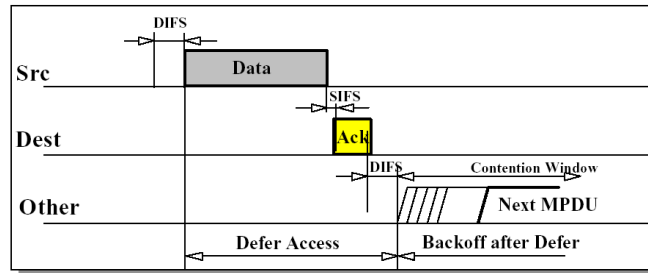 DIFS
Src
Data
SIFS
Dest
Ack
DIFS
Contention Window
Other
Next MPDU
Defer Access
Backoff after Defer